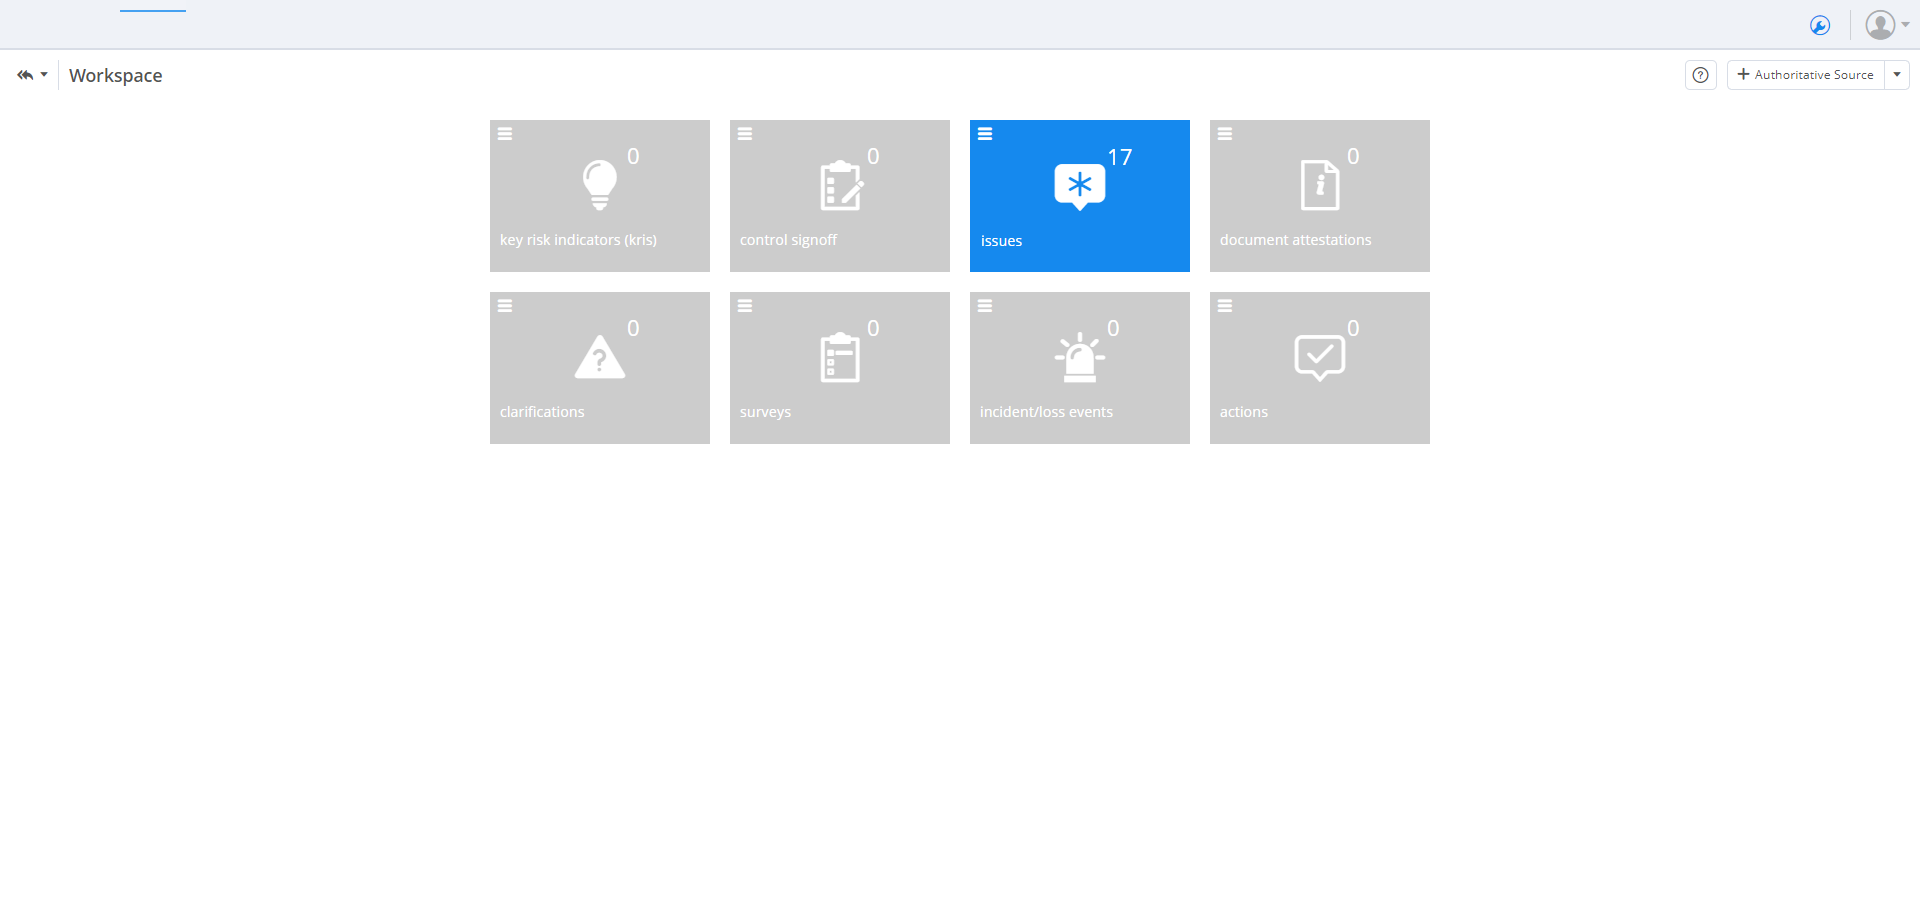 Workspace
Authoritative Source
0
key risk indicators (kris)
0
control signoff
17
issues
0
document attestations
0
clarifications
0
surveys
0
incident/loss events
0
actions